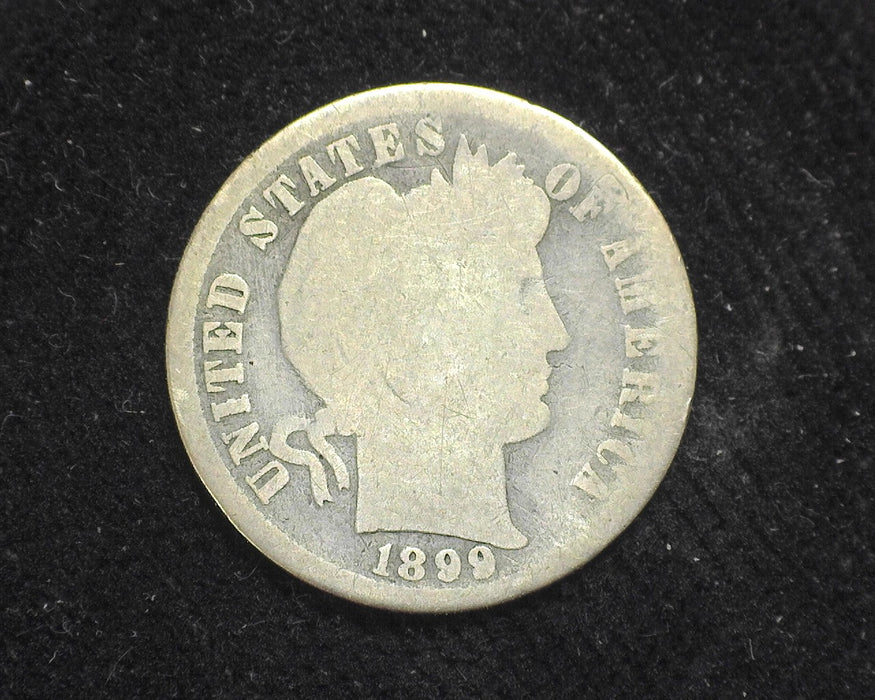 UNITED STATES OF AMERICA
1899